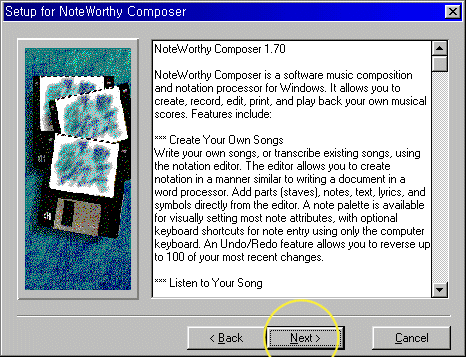 Setup for NoteWorthy Composer
NoteWorthy Composer 1.70
NoteWorthy Composer is a software music composition
and notation processor for Windows. It allows you to
create, record, edit, print, and play back your own musical
scores. Features include:
*** Create Your Own Songs
Write your own songs, or transcribe existing songs, using
the notation editor. The editor allows you to create
notation in a manner similar to writing a document in a
word processor. Add parts (staves), notes, text, lyrics, and
symbols directly from the editor. A note palette is available
for visually setting most note attributes, with optional
keyboard shortcuts for note entry using only the computer
keyboard. An Undo/Redo feature allows you to reverse up
to 100 of your most recent changes.
*** Listen to Your Song
< Back
Next >
Cancel